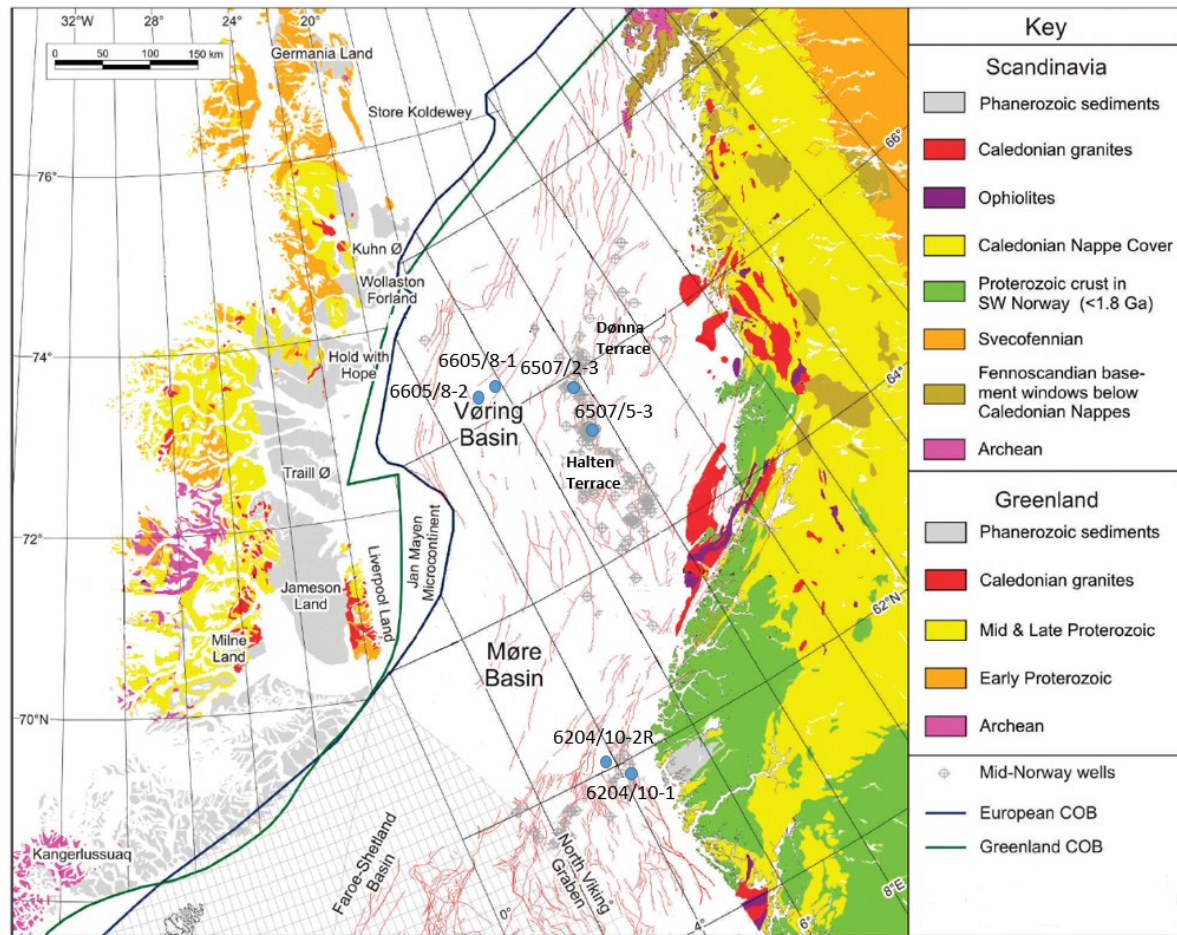 32°W
24°
20°
0
50
100
150 km
Germania Land
Store Koldewey
76°
Kuhn Ø
Wollaston
Forland
Hold with
Hope
74°
Traill Ø
72°
Jameson
Land
Liverpool Land
Jan Mayen
Microcontinent
Milne
Land
70°N
Kangerlussuaq
66°
Dønna
Terrace
6605/8-1
6507/2-3
6605/8-2
Vøring
Basin
6507/5-3
Halten
Terrace
64°
62°N
Møre
Basin
6204/10-2R
6204/10-1
Faroe-Shetland
Basin
North Viking
Graben
0°
4°
6°
8°E
Key
Scandinavia
Phanerozoic sediments
Caledonian granites
Ophiolites
Caledonian Nappe Cover
Proterozoic crust in
SW Norway (<1.8 Ga)
Svecofennian
Fennoscandian base-
ment windows below
Caledonian Nappes
Archean
Greenland
Phanerozoic sediments
Caledonian granites
Mid & Late Proterozoic
Early Proterozoic
Archean
Mid-Norway wells
European COB
Greenland COB